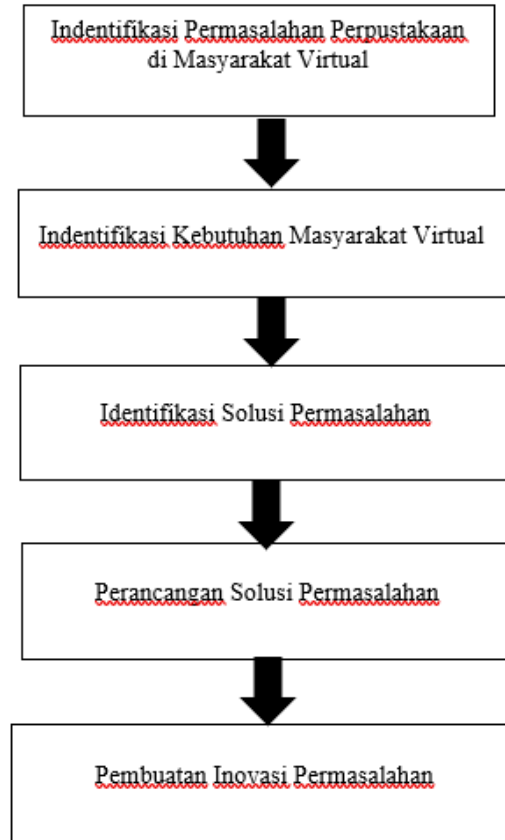 Indentifikasi Permasalahan Perpustakaan
di Masyarakat Virtual
Indentifikasi Kebutuhan Masyarakat Virtual
Identifikasi Solusi Permasalahan
Perancangan Solusi Permasalahan
Pembuatan Inovasi Permasalahan